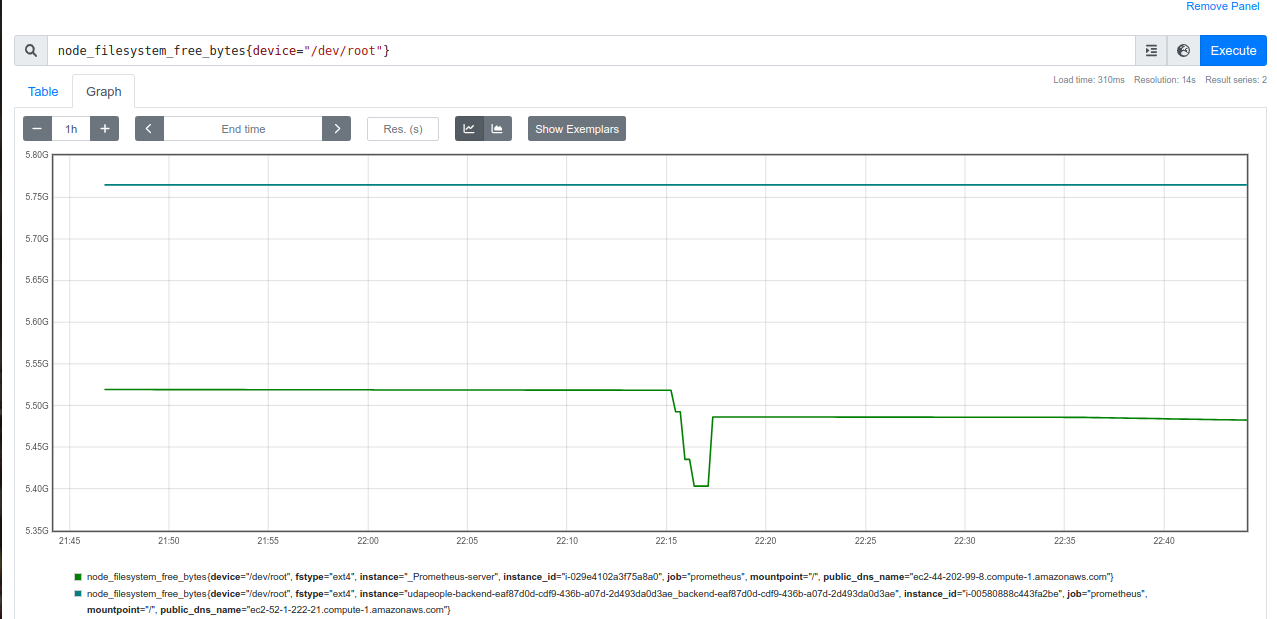 Remove Panel
node_filesystem_free_bytes{device="/dev/root"}
Execute
Load time: 310ms Resolution: 14s Result series: 2
Table Graph
− 1h + End time Res. (s) Show Exemplars
5.80G
5.75G
5.70G
5.65G
5.60G
5.55G
5.50G
5.45G
5.40G
5.35G
21:45 21:50 21:55 22:00 22:05 22:10 22:15 22:20 22:25 22:30 22:35 22:40
node_filesystem_free_bytes{device="/dev/root", fstype="ext4", instance="_Prometheus-server", instance_id="i-029e4102a3f75a8a0", job="prometheus", mountpoint="/", public_dns_name="ec2-44-202-99-8.compute-1.amazonaws.com"}
node_filesystem_free_bytes{device="/dev/root", fstype="ext4", instance="udapeople-backend-eaf87d0d-cdf9-436b-a07d-2d493da0d3ae_backend-eaf87d0d-cdf9-436b-a07d-2d493da0d3ae", instance_id="i-00580888c443fa2be", job="prometheus",
mountpoint="/", public_dns_name="ec2-52-1-222-21.compute-1.amazonaws.com"}